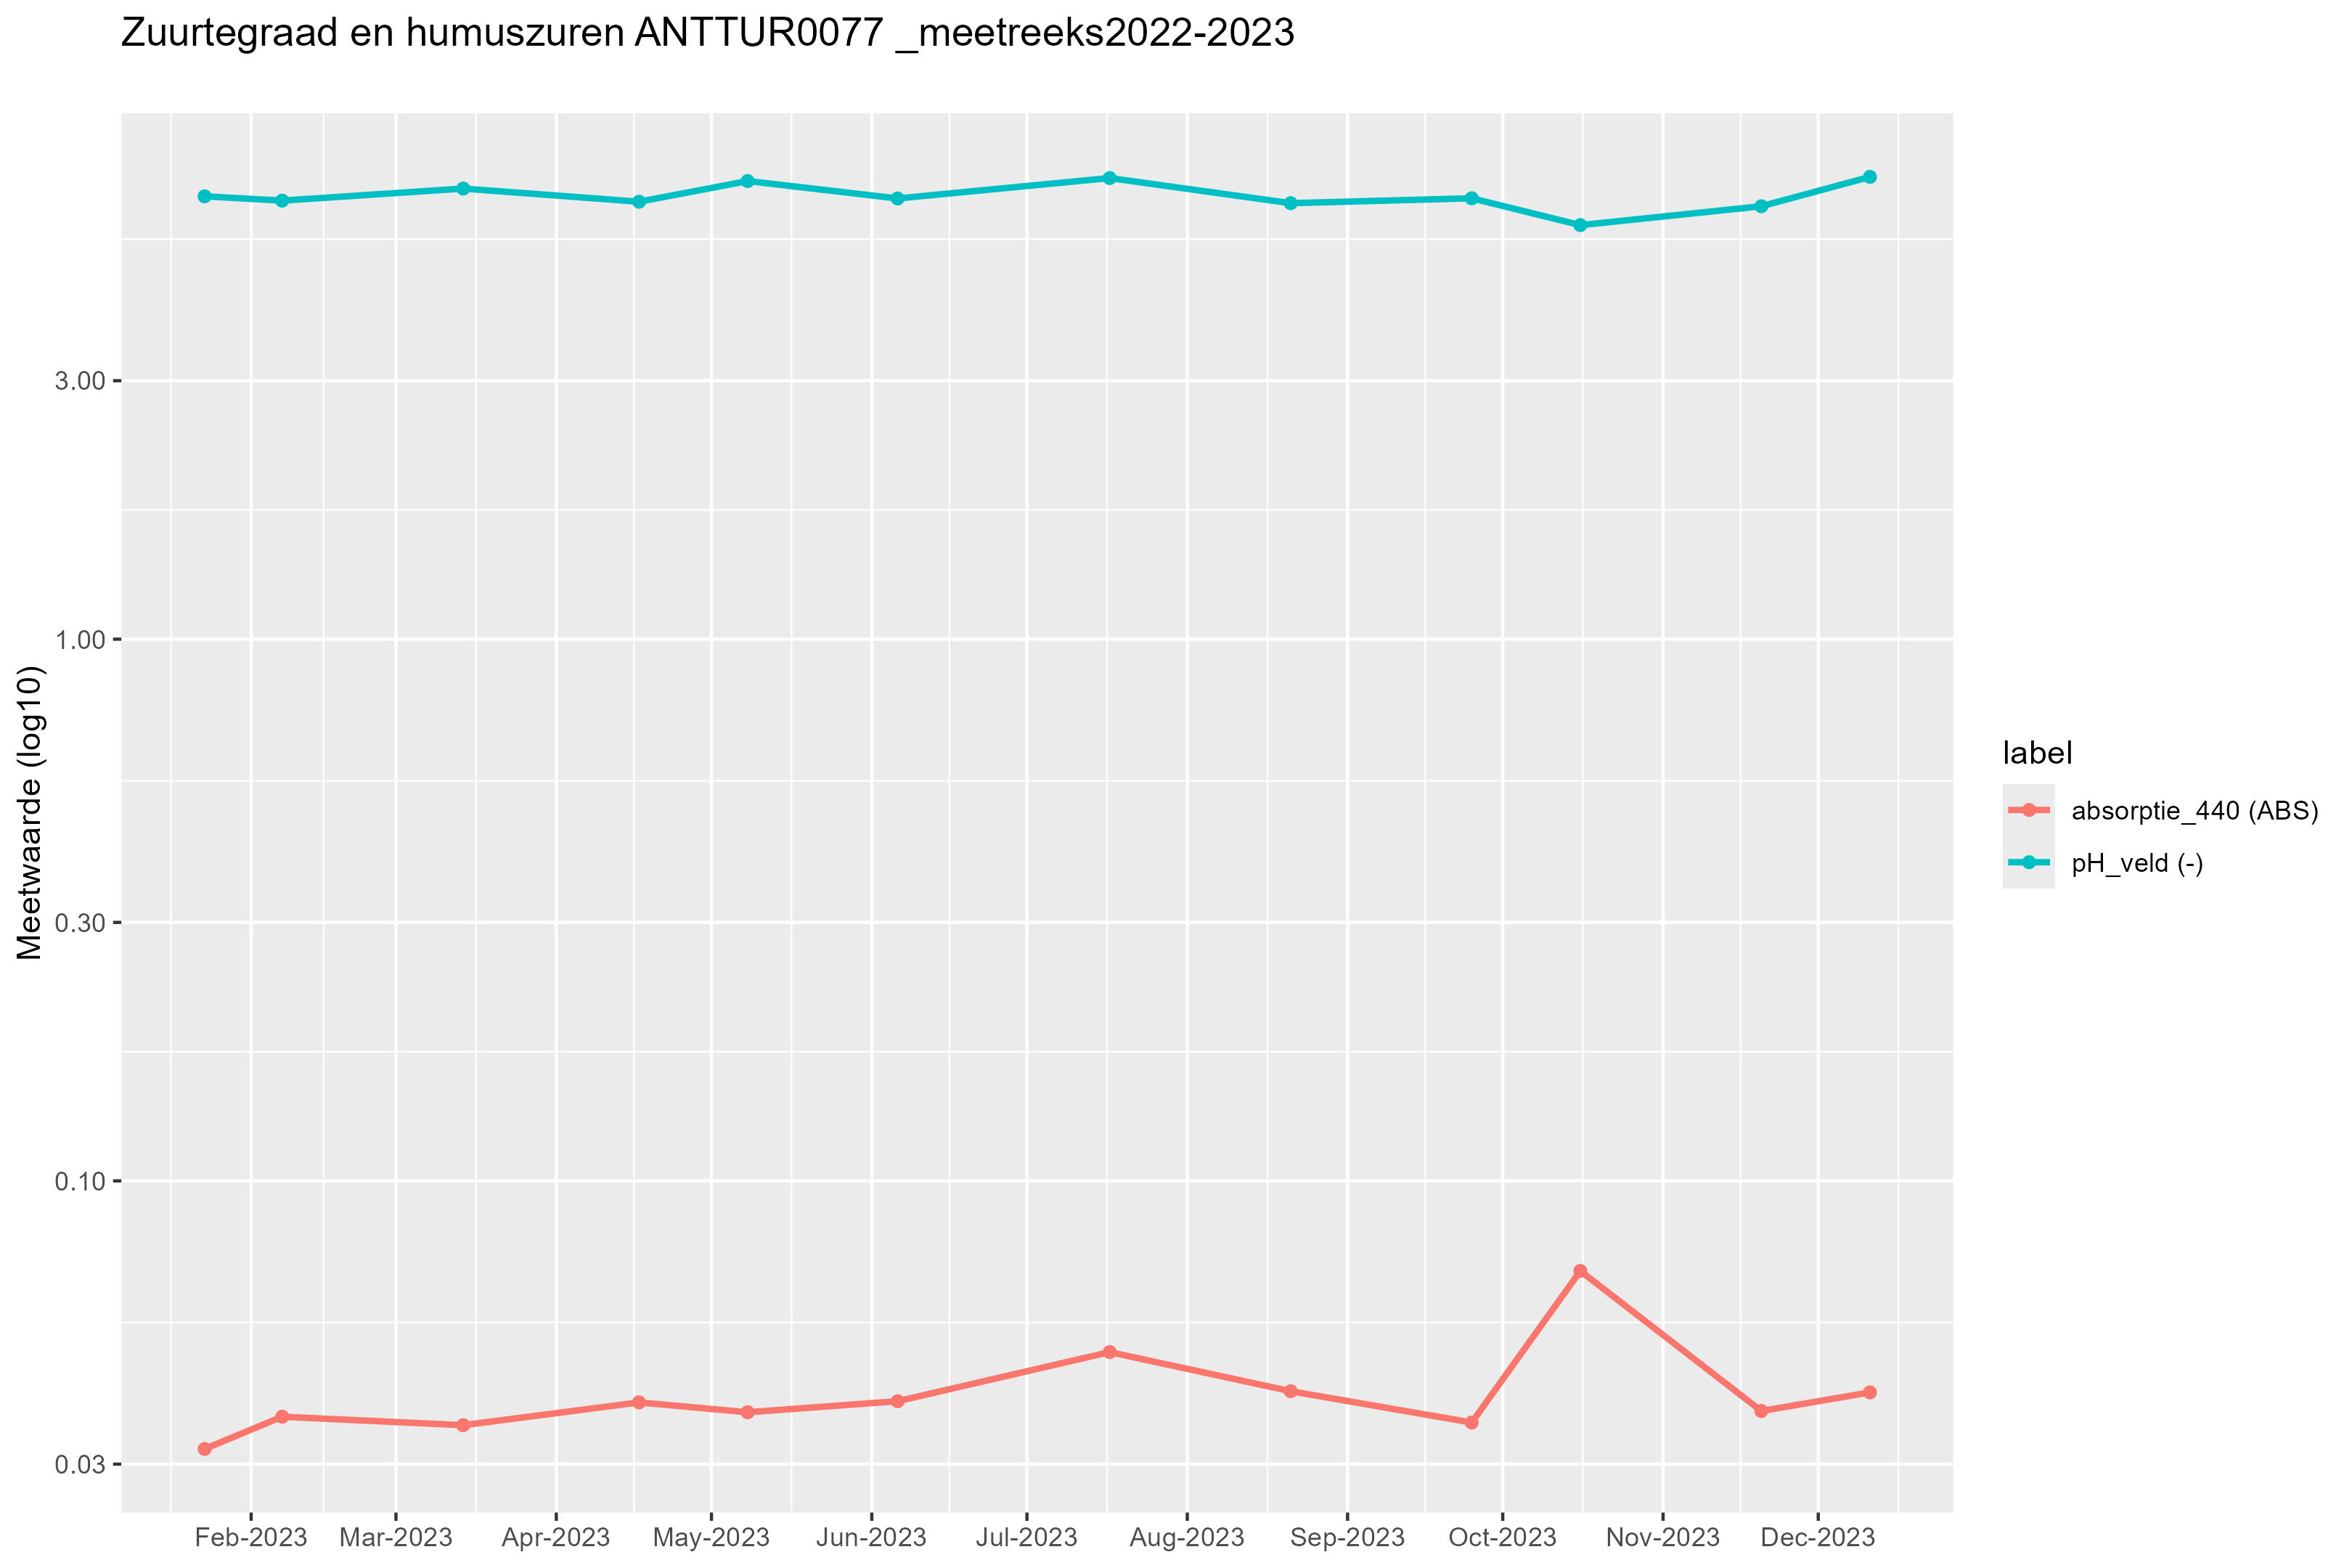 Zuurtegraad en humuszuren ANTTUR0077 _meetreeks2022-2023
Meetwaarde (log10)
3.00
1.00
0.30
0.10
0.03
Feb-2023 Mar-2023 Apr-2023 May-2023 Jun-2023 Jul-2023 Aug-2023 Sep-2023 Oct-2023 Nov-2023 Dec-2023
label
absorptie_440 (ABS)
pH_veld (-)